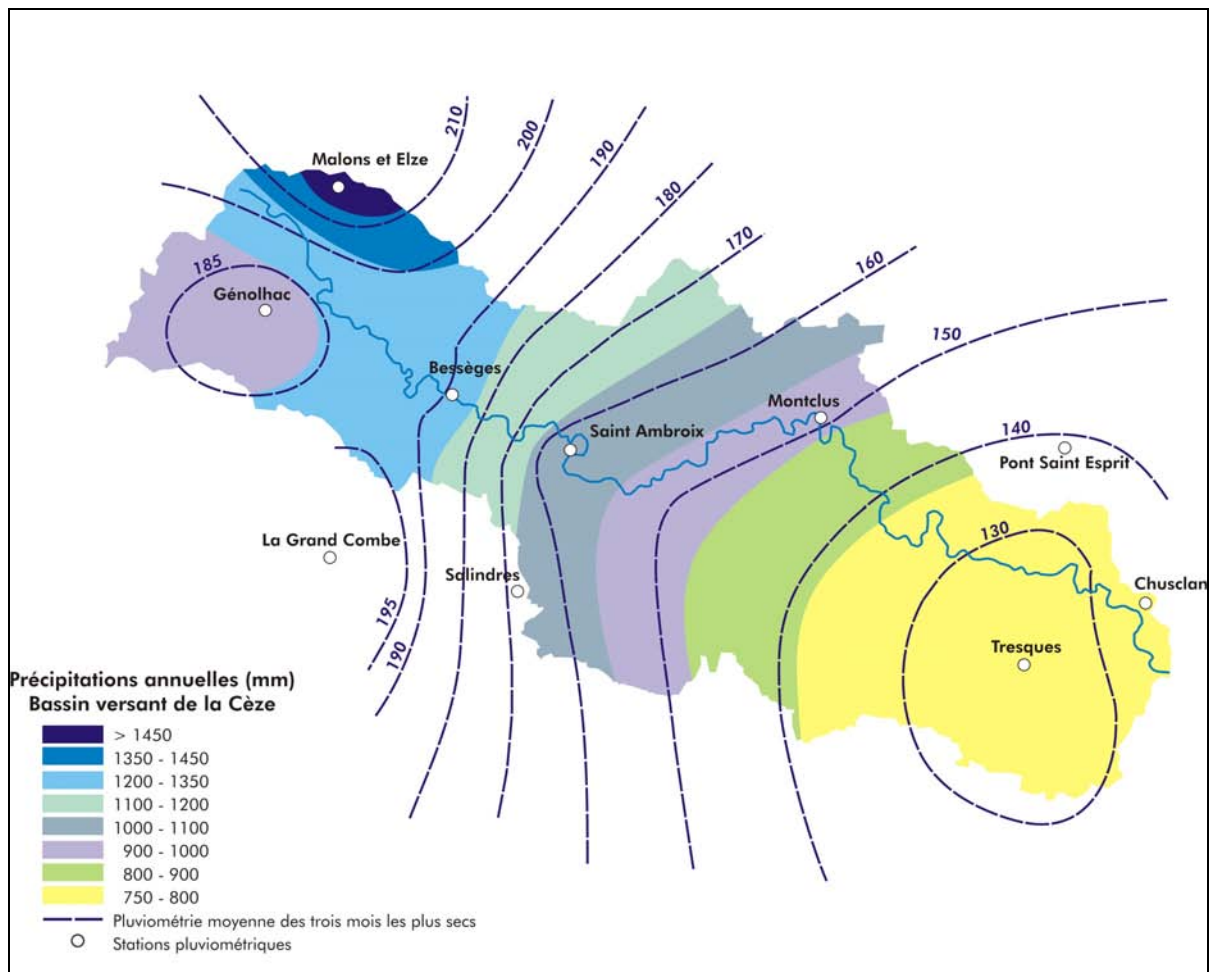 210
200
190
Malons et Elze
180
170
160
185
Génolhac
150
Bessèges
Montclus
Saint Ambroix
140
Pont Saint Esprit
130
La Grand Combe
Salindres
Chusclan
195
190
Tresques
Précipitations annuelles (mm)
Bassin versant de la Cèze
> 1450
1350 - 1450
1200 - 1350
1100 - 1200
1000 - 1100
900 - 1000
800 - 900
750 - 800
Pluviométrie moyenne des trois mois les plus secs
Stations pluviométriques